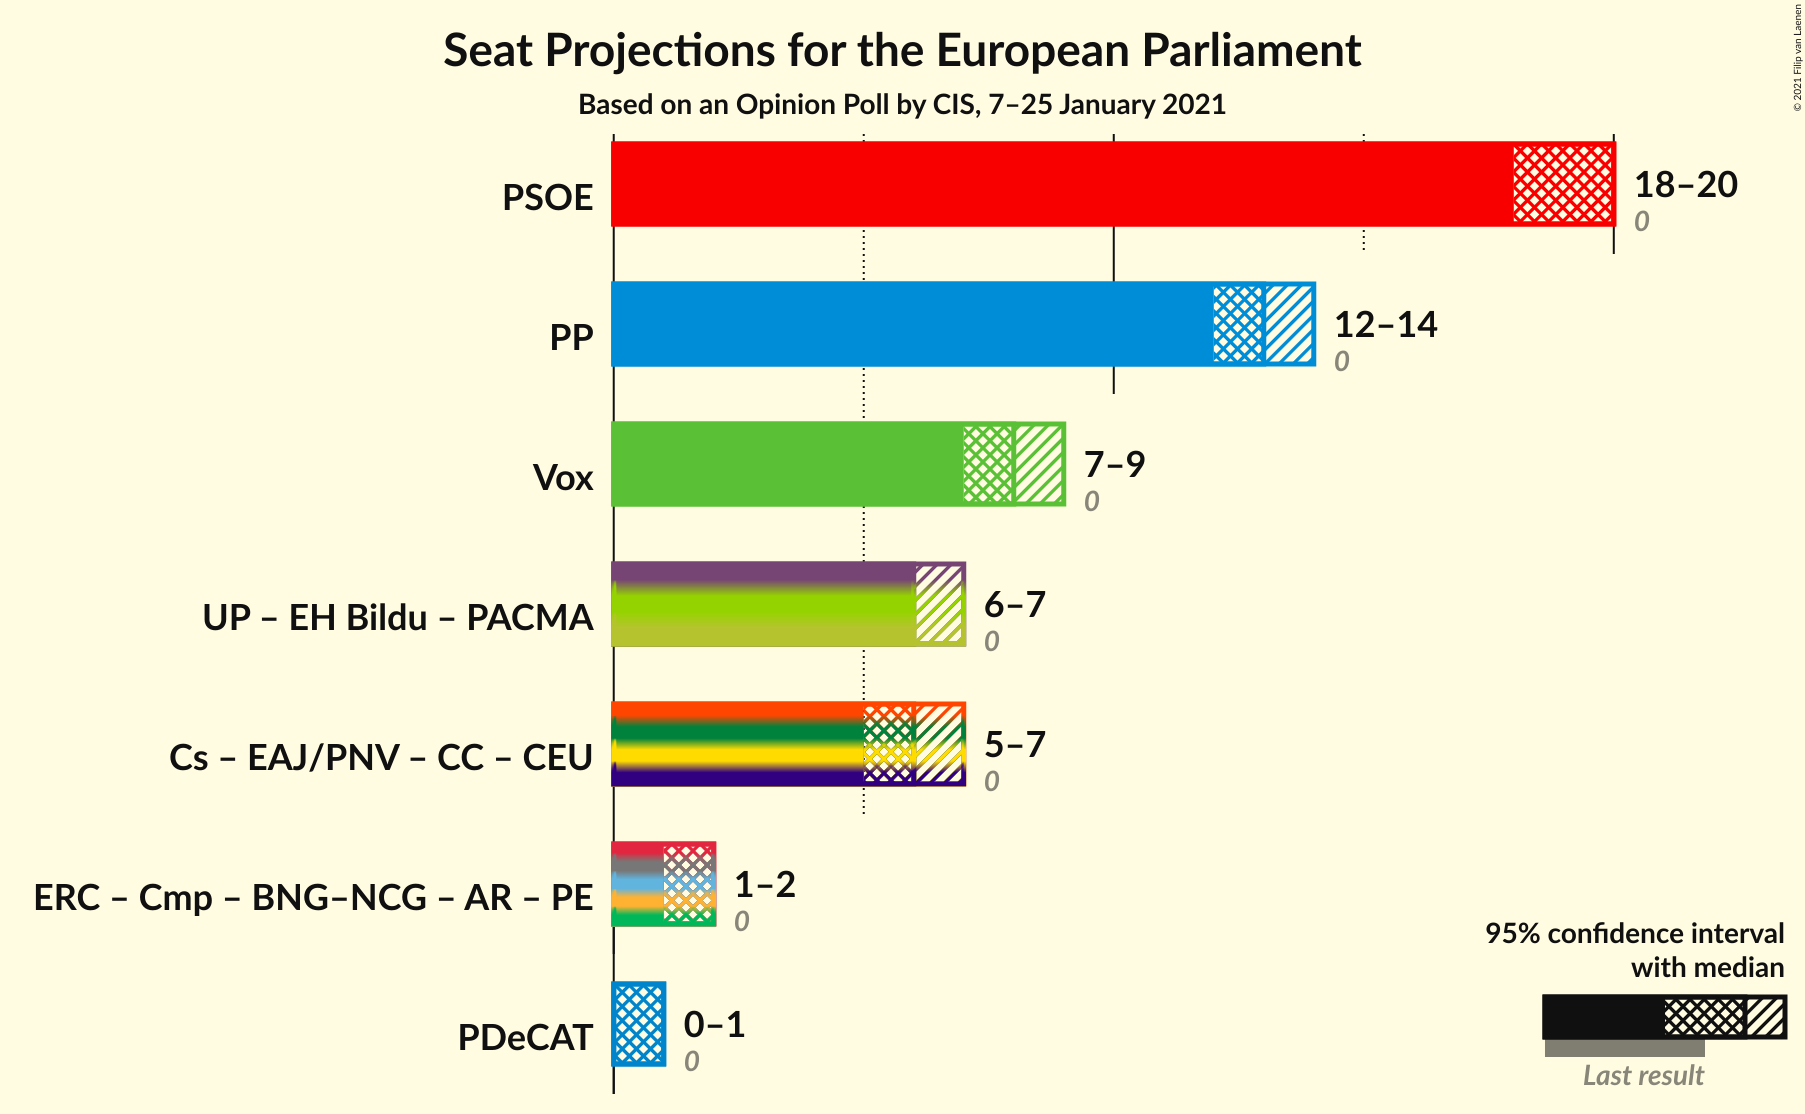 Seat Projections for the European Parliament
Based on an Opinion Poll by CIS, 7–25 January 2021
© 2021 Filip van Laenen
PSOE
18–20
0
PP
12–14
0
Vox
7–9
0
UP – EH Bildu – PACMA
6–7
0
Cs – EAJ/PNV – CC – CEU
5–7
0
ERC – Cmp – BNG–NCG – AR – PE
1–2
0
PDeCAT
0–1
0
95% confidence interval
with median
Last result